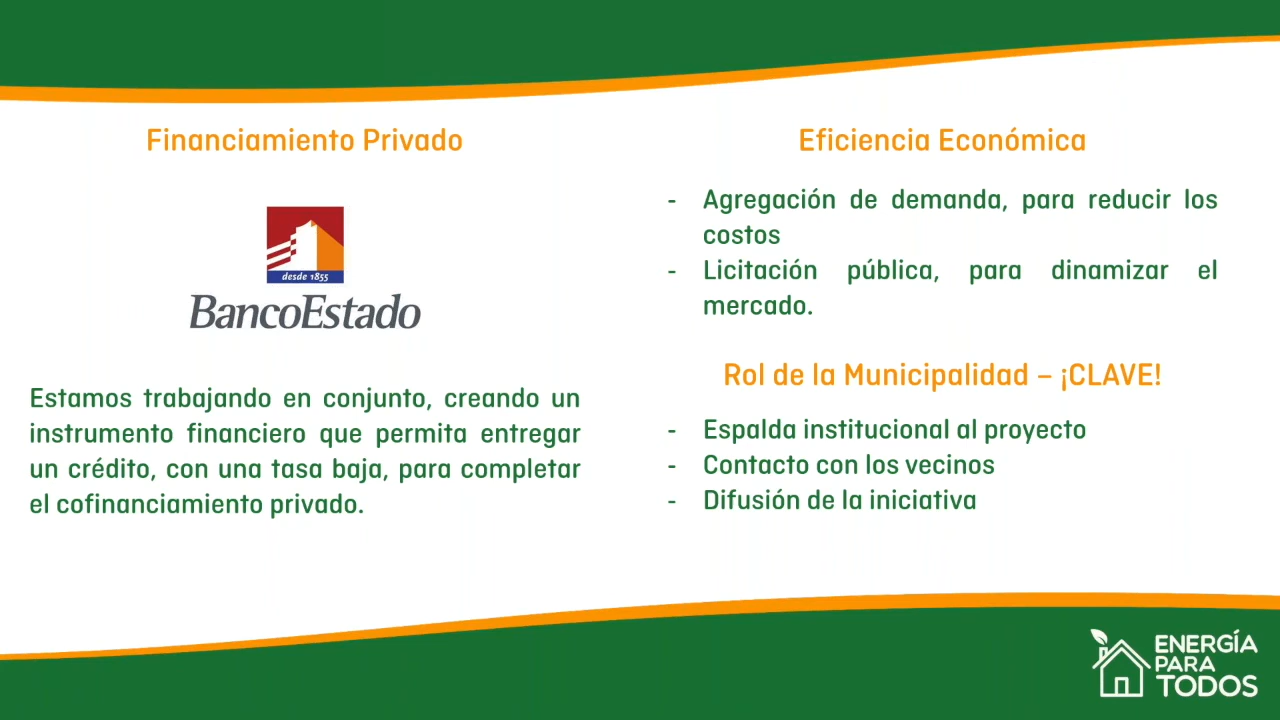 Financiamiento Privado
desde 1855
BancoEstado
Estamos trabajando en conjunto, creando un
instrumento financiero que permita entregar
un crédito, con una tasa baja, para completar
el cofinanciamiento privado.
Eficiencia Económica
- Agregación de demanda, para reducir los
costos
- Licitación pública, para dinamizar el
mercado.
Rol de la Municipalidad – ¡CLAVE!
- Espalda institucional al proyecto
- Contacto con los vecinos
- Difusión de la iniciativa
ENERGÍA
PARA
TODOS